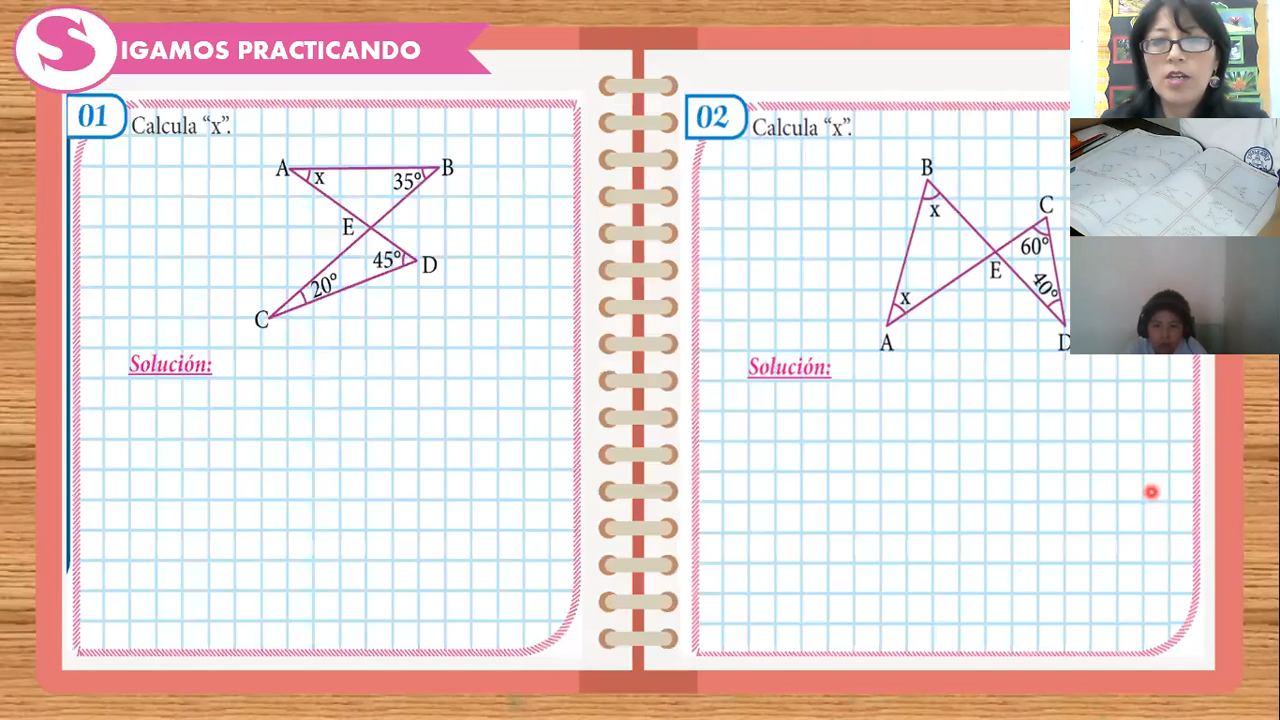 SIGAMOS PRACTICANDO
01
Calcula “x”.
A
x
35°
B
E
45°
D
20°
C
Solución:
02
Calcula “x”.
B
x
C
60°
E
40°
x
A
D
Solución: